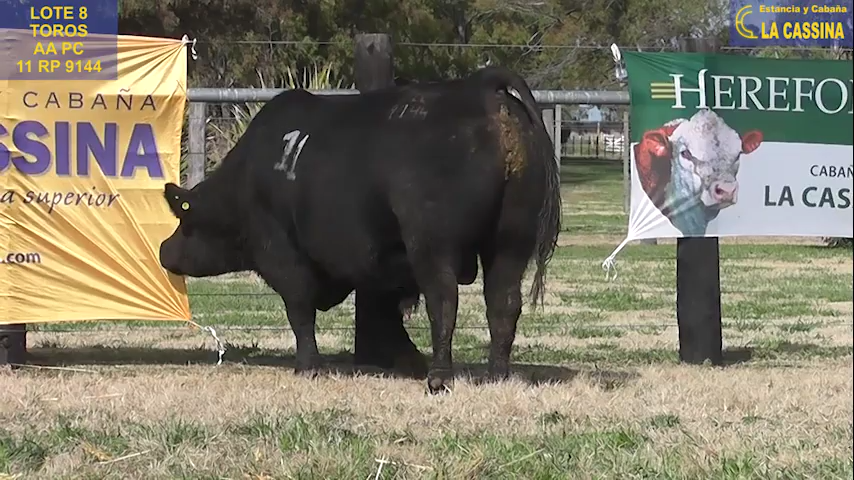 LOTE 8
TOROS
AA PC
11 RP 9144
Estancia y Cabaña
LA CASSINA
CABAÑA
SSINA
a superior
.com
HEREFO
CABAÑ
LA CAS
11